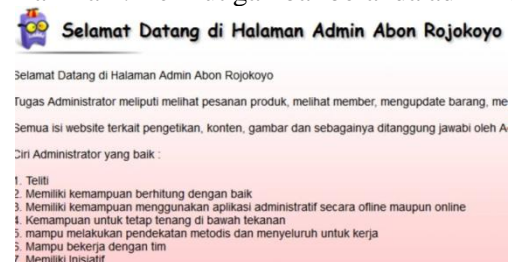 Selamat Datang di Halaman Admin Abon Rojokoyo
Selamat Datang di Halaman Admin Abon Rojokoyo
Tugas Administrator meliputi melihat pesanan produk, melihat member, mengupdate barang, me
Semua isi website terkait pengetikan, konten, gambar dan sebagainya ditanggung jawabi oleh A
Ciri Administrator yang baik :
1. Teliti
2. Memiliki kemampuan berhitung dengan baik
3. Memiliki kemampuan menggunakan aplikasi administratif secara ofline maupun online
4. Kemampuan untuk tetap tenang di bawah tekanan
5. mampu melakukan pendekatan metodis dan menyeluruh untuk kerja
6. Mampu bekerja dengan tim
7. Memiliki Inisiatif